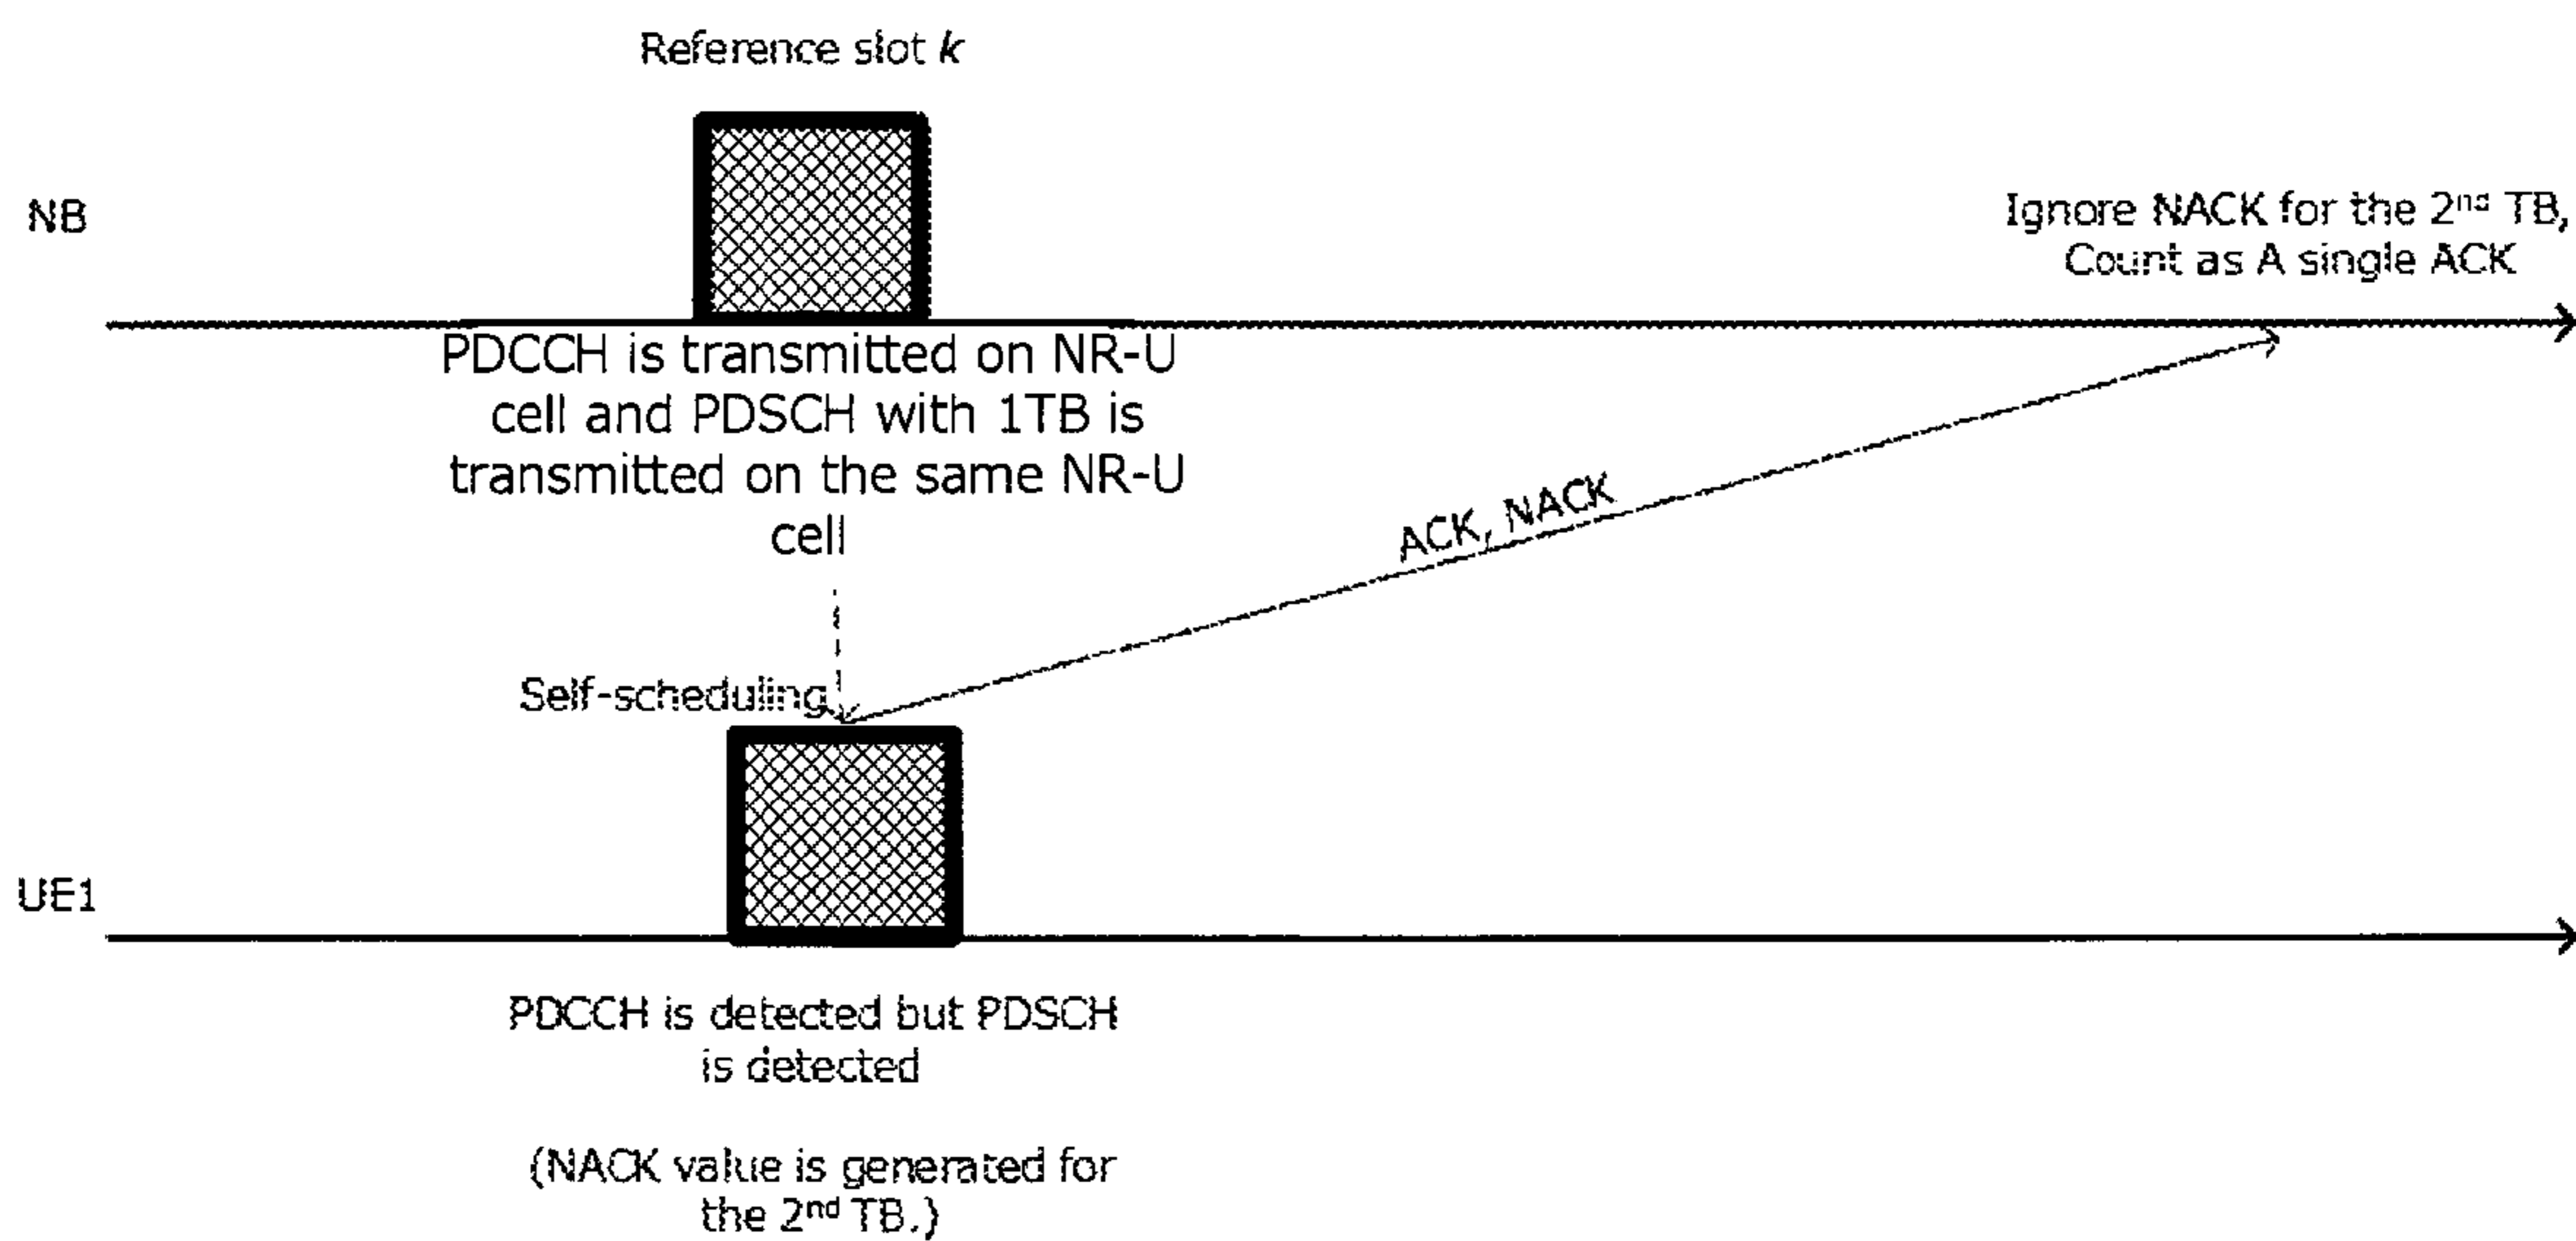 Reference slot k
NB
Ignore NACK for the 2nd TB,
Count as A single ACK
PDCCH is transmitted on NR-U
cell and PDSCH with 1TB is
transmitted on the same NR-U
cell
ACK, NACK
Self-scheduling
UE1
PDCCH is detected but PDSCH
is detected
(NACK value is generated for
the 2nd TB.)